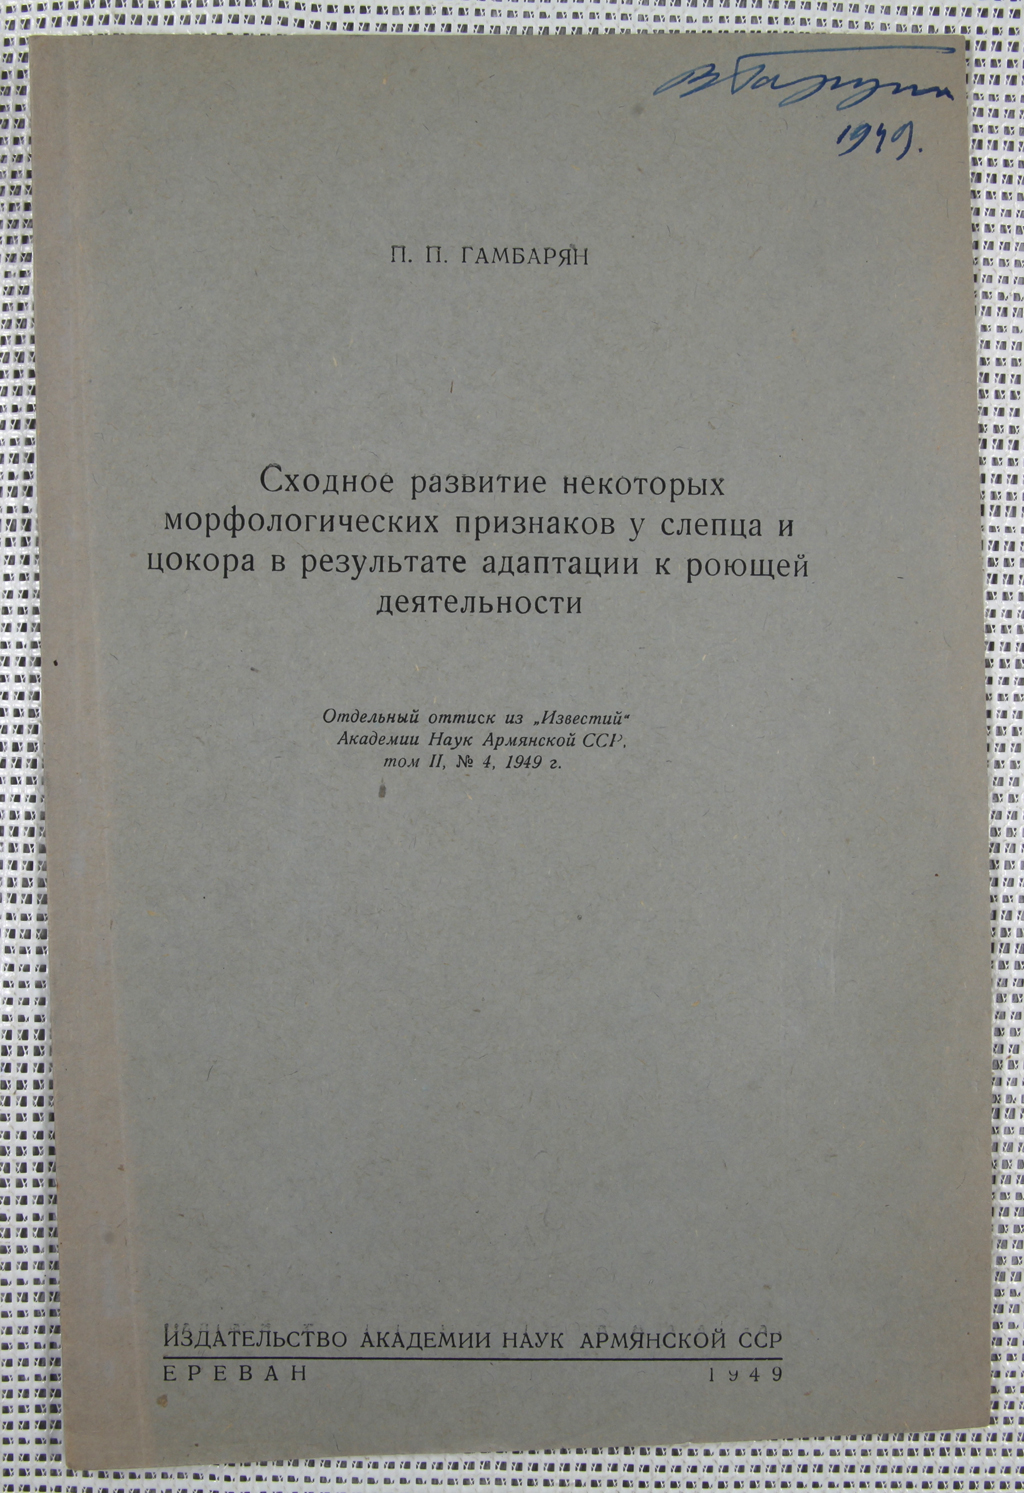 1949.
П. П. ГАМБАРЯН
Сходное развитие некоторых
морфологических признаков у слепца и
цокора в результате адаптации к роющей
деятельности
Отдельный оттиск из „Известий“
Академии Наук Армянской ССР,
том II, № 4, 1949 г.
ИЗДАТЕЛЬСТВО АКАДЕМИИ НАУК АРМЯНСКОЙ ССР
ЕРЕВАН 1949